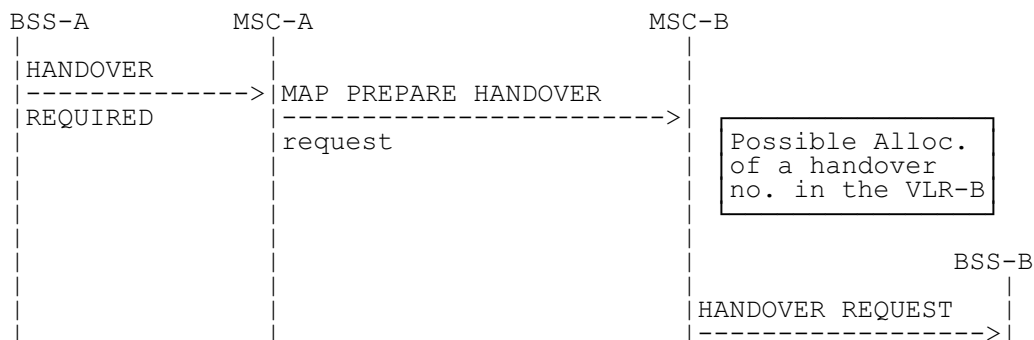 BSS-A MSC-A MSC-B
HANDOVER
MAP PREPARE HANDOVER
REQUIRED
request
Possible Alloc.
of a handover
no. in the VLR-B
BSS-B
HANDOVER REQUEST